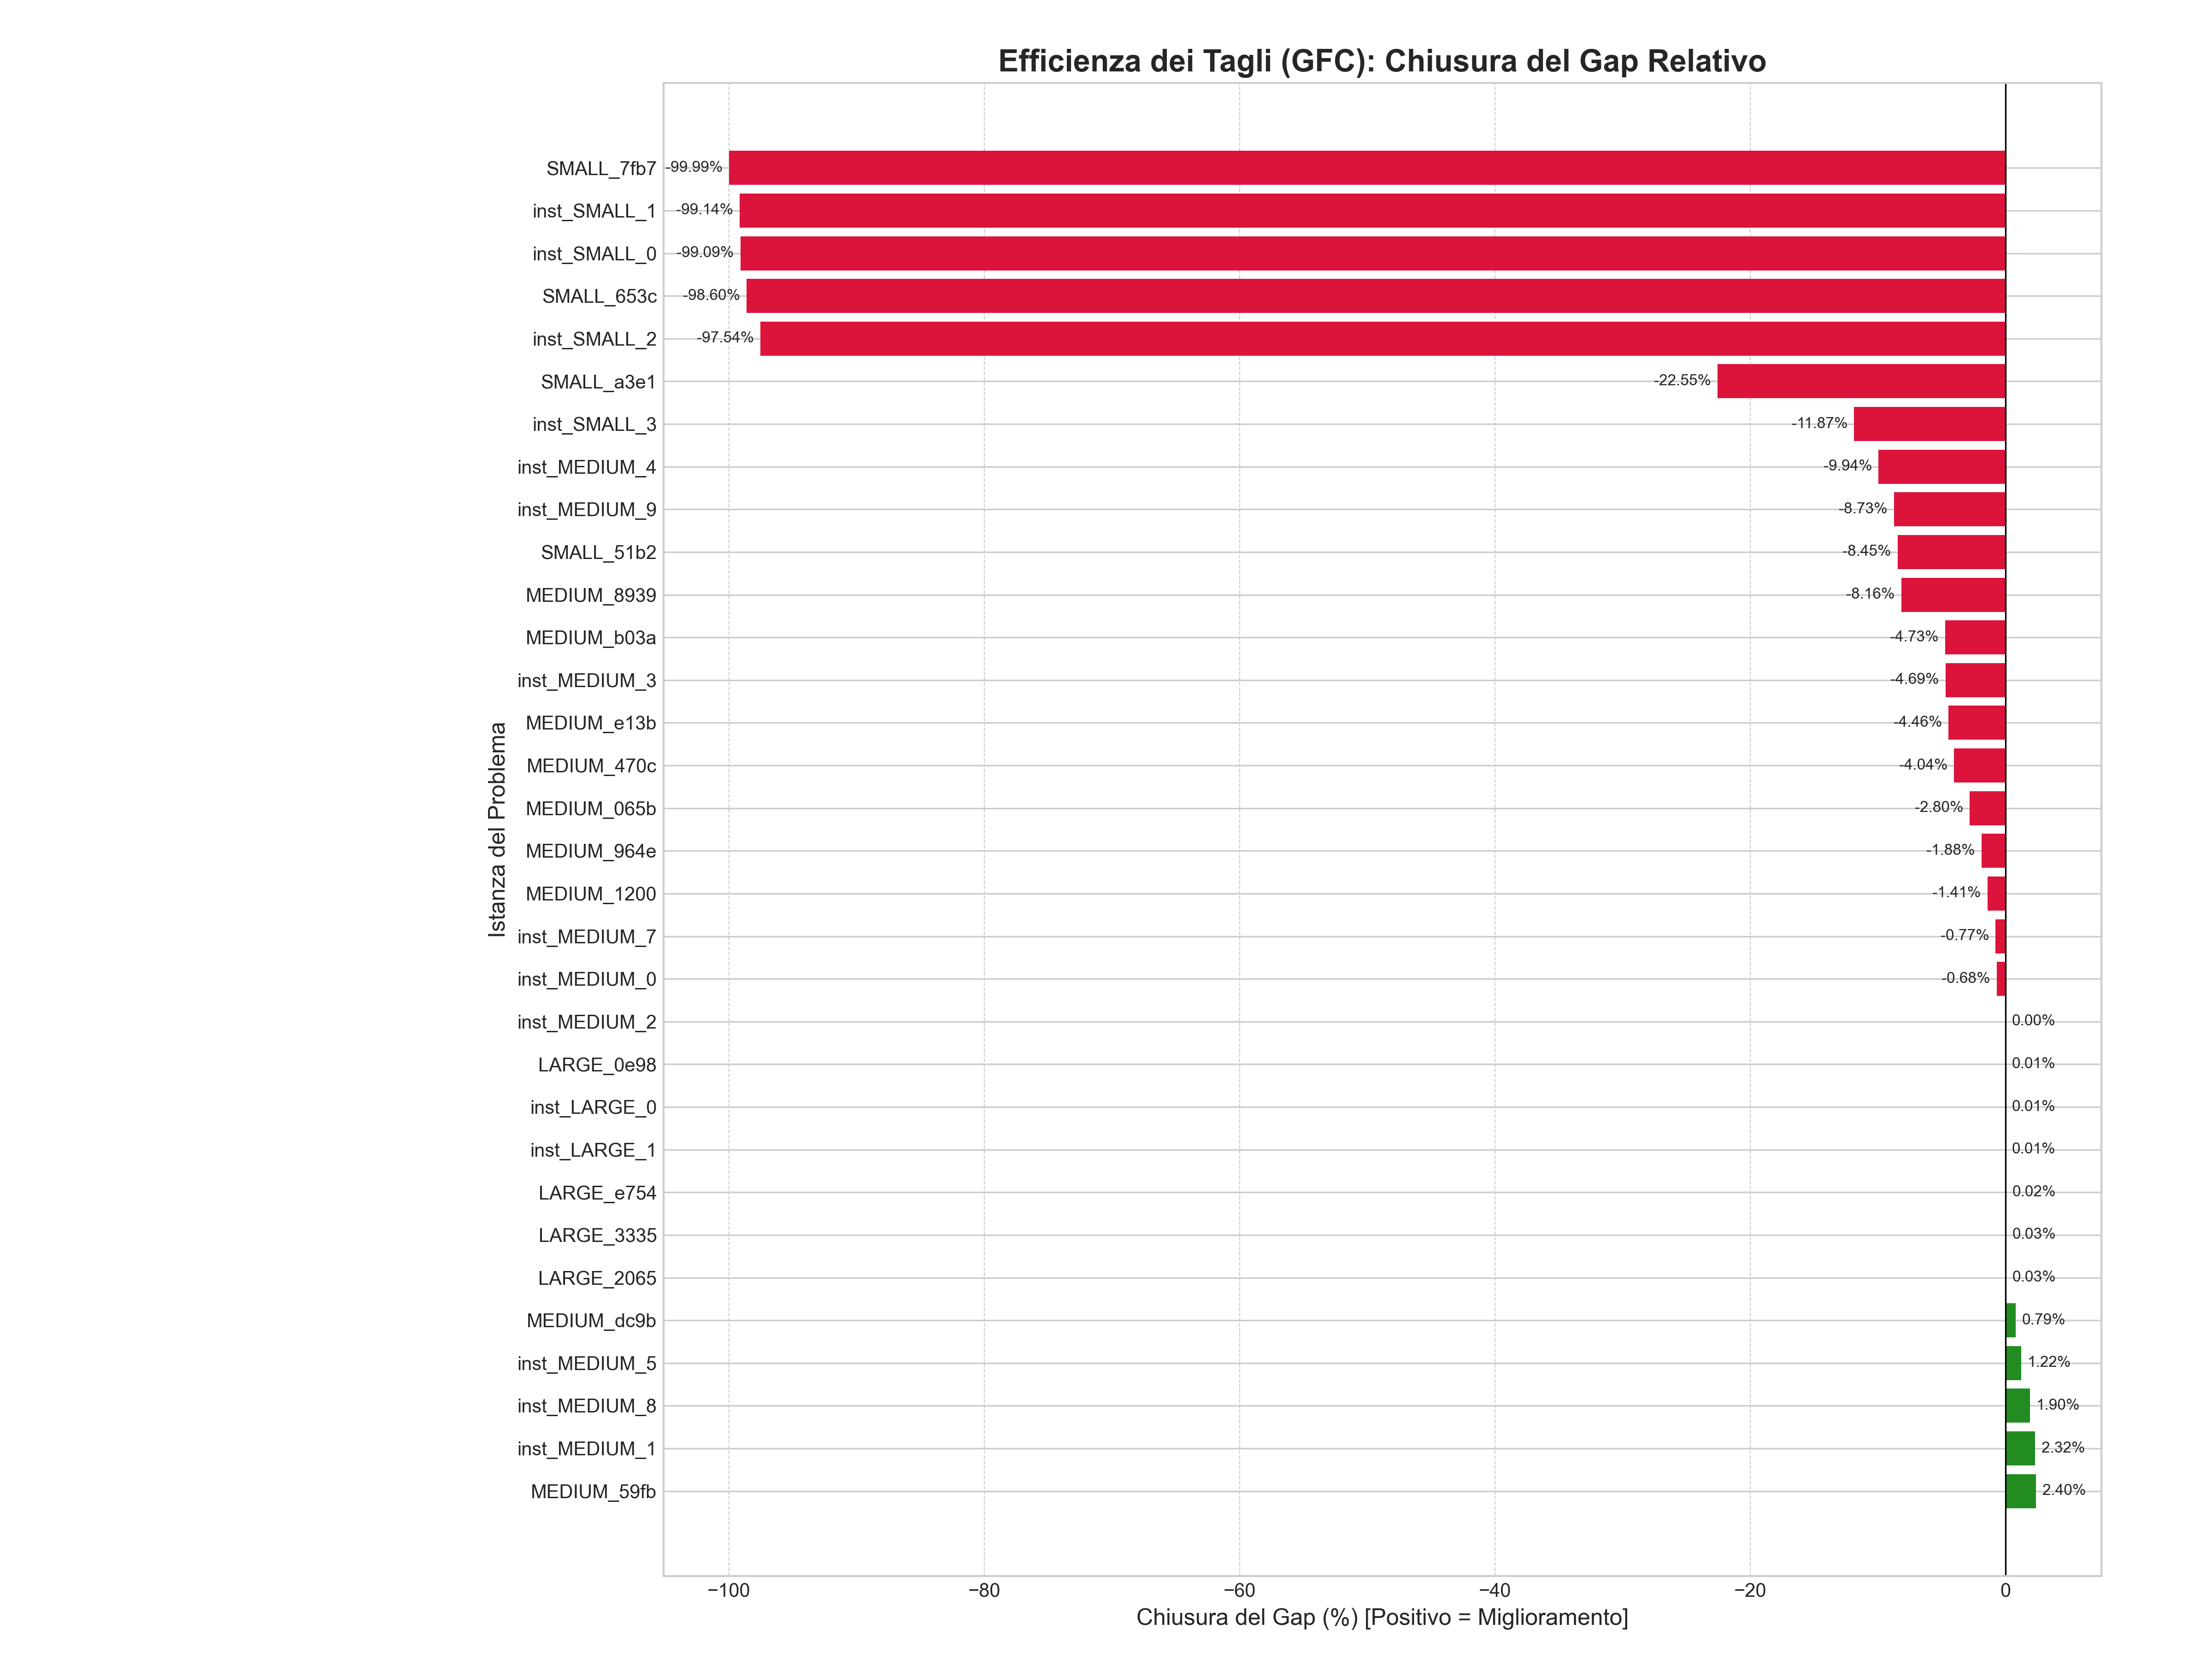 Efficienza dei Tagli (GFC): Chiusura del Gap Relativo
Istanza del Problema
SMALL_7fb7 -99.99%
inst_SMALL_1 -99.14%
inst_SMALL_0 -99.09%
SMALL_653c -98.60%
inst_SMALL_2 -97.54%
SMALL_a3e1 -22.55%
inst_SMALL_3 -11.87%
inst_MEDIUM_4 -9.94%
inst_MEDIUM_9 -8.73%
SMALL_51b2 -8.45%
MEDIUM_8939 -8.16%
MEDIUM_b03a -4.73%
inst_MEDIUM_3 -4.69%
MEDIUM_e13b -4.46%
MEDIUM_470c -4.04%
MEDIUM_065b -2.80%
MEDIUM_964e -1.88%
MEDIUM_1200 -1.41%
inst_MEDIUM_7 -0.77%
inst_MEDIUM_0 -0.68%
inst_MEDIUM_2 0.00%
LARGE_0e98 0.01%
inst_LARGE_0 0.01%
inst_LARGE_1 0.01%
LARGE_e754 0.02%
LARGE_3335 0.03%
LARGE_2065 0.03%
MEDIUM_dc9b 0.79%
inst_MEDIUM_5 1.22%
inst_MEDIUM_8 1.90%
inst_MEDIUM_1 2.32%
MEDIUM_59fb 2.40%
−100 −80 −60 −40 −20 0
Chiusura del Gap (%) [Positivo = Miglioramento]